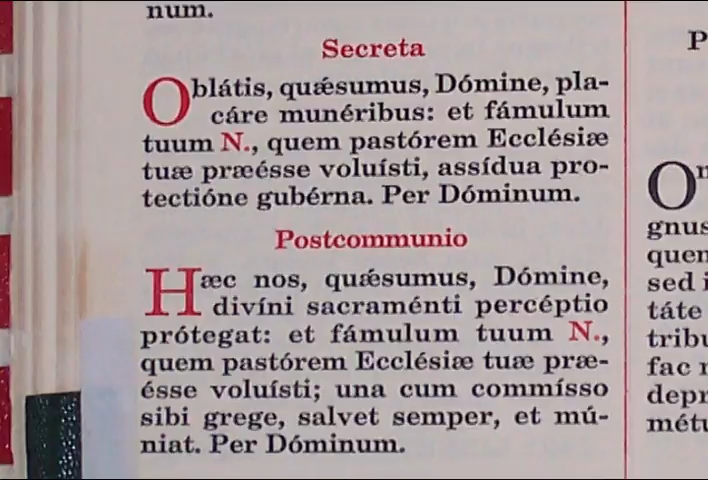 num.
Secreta
Oblátis, quǽsumus, Dómine, pla-
cáre munéribus: et fámulum
tuum N., quem pastórem Ecclésiæ
tuæ præésse voluísti, assídua pro-
tectióne gubérna. Per Dóminum.
Postcommunio
Hæc nos, quǽsumus, Dómine,
divíni sacraménti percéptio
prótegat: et fámulum tuum N.,
quem pastórem Ecclésiæ tuæ præ-
ésse voluísti; una cum commísso
sibi grege, salvet semper, et mú-
niat. Per Dóminum.
gnus
quem
sed i
táte
tribu
fac
depr
métu